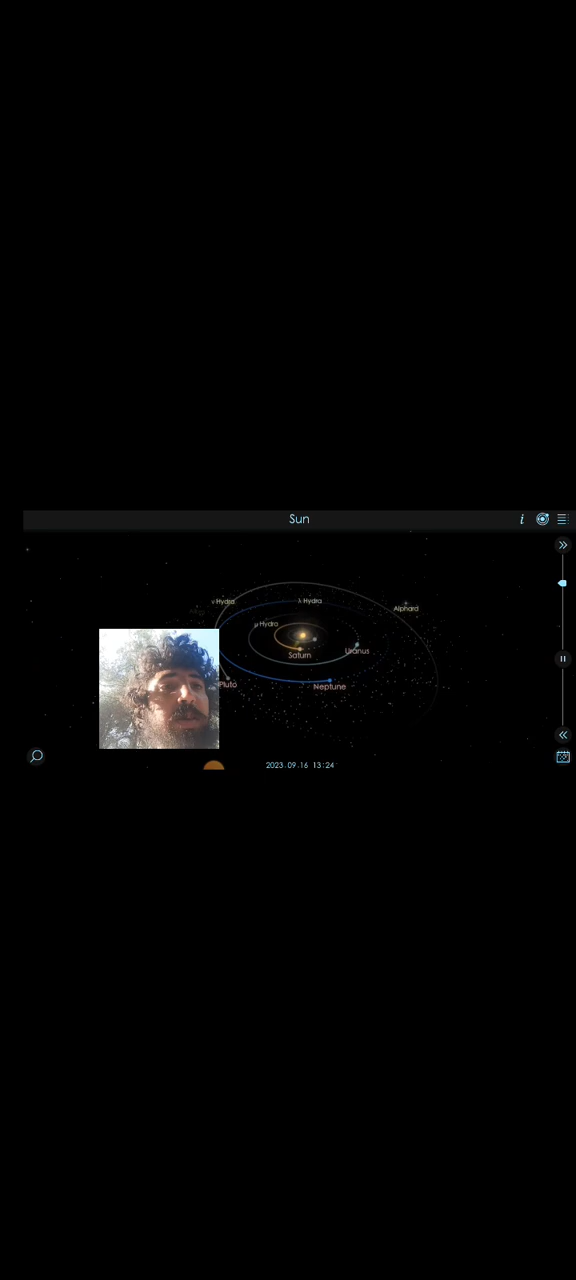 Sun
ν Hydra
λ Hydra
Alphard
μ Hydra
Uranus
Saturn
Pluto
Neptune
2023.09.16 13:24